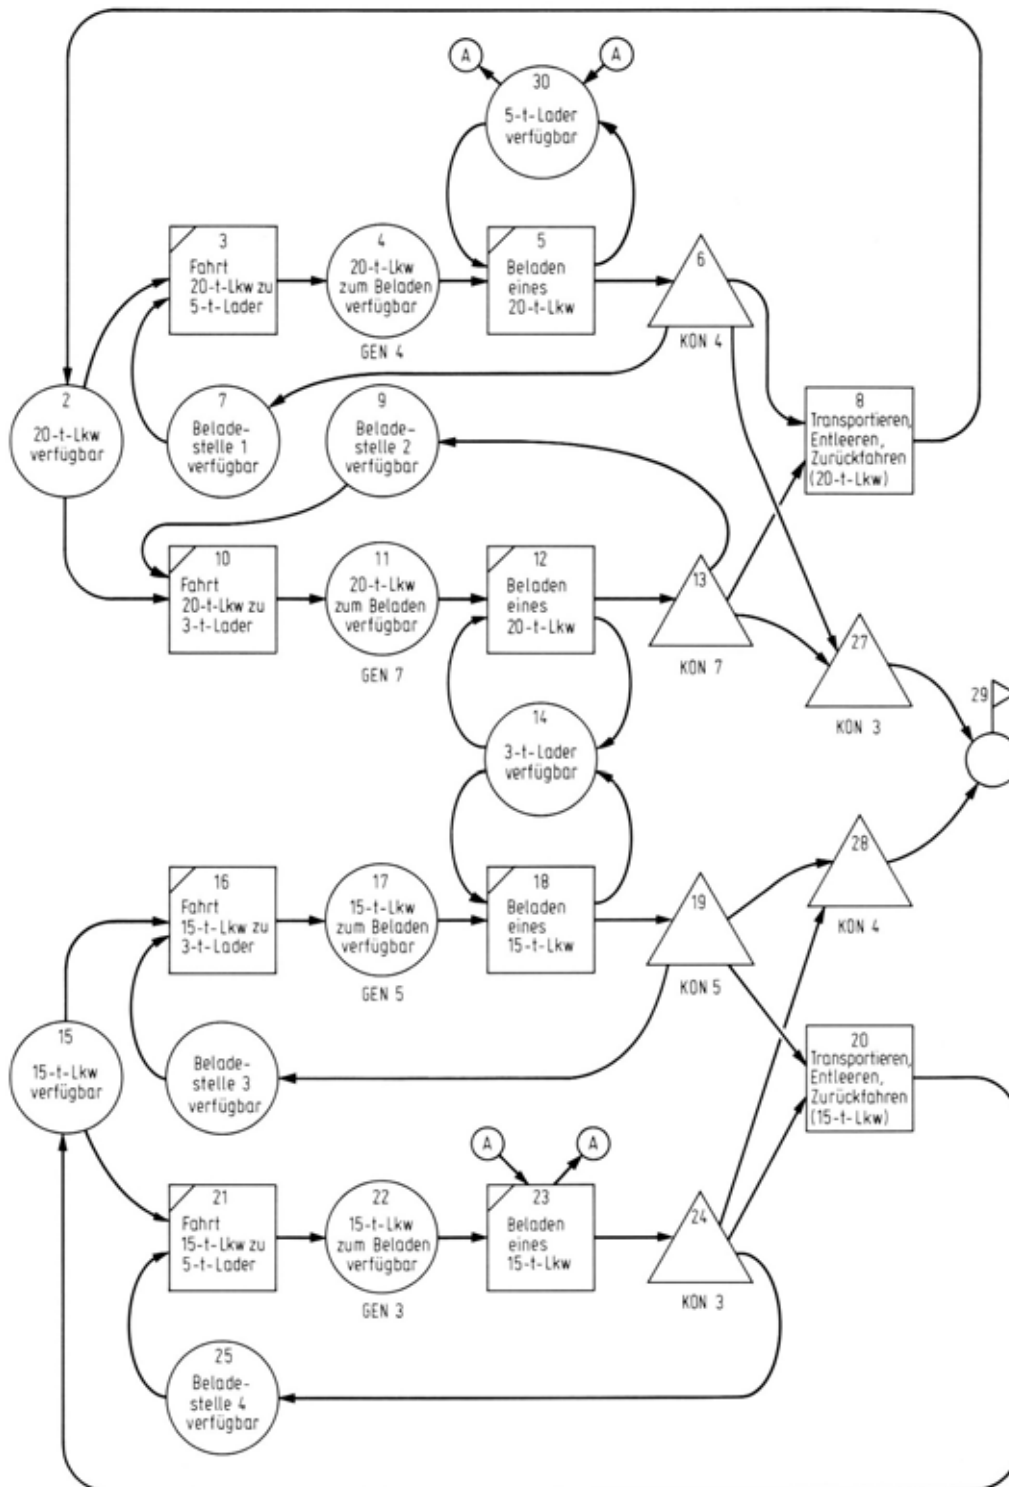 A
A
30
5-t-Lader
verfügbar
3
Fahrt
20-t-Lkw zu
5-t-Lader
4
20-t-Lkw
zum Beladen
verfügbar
GEN 4
5
Beladen
eines
20-t-Lkw
6
KON 4
2
20-t-Lkw
verfügbar
7
Belade-
stelle 1
verfügbar
9
Belade-
stelle 2
verfügbar
8
Transportieren,
Entleeren,
Zurückfahren
(20-t-Lkw)
10
Fahrt
20-t-Lkw zu
3-t-Lader
11
20-t-Lkw
zum Beladen
verfügbar
GEN 7
12
Beladen
eines
20-t-Lkw
13
KON 7
27
KON 3
29
14
3-t-Lader
verfügbar
28
KON 4
16
Fahrt
15-t-Lkw zu
3-t-Lader
17
15-t-Lkw
zum Beladen
verfügbar
GEN 5
18
Beladen
eines
15-t-Lkw
19
KON 5
15
15-t-Lkw
verfügbar
Belade-
stelle 3
verfügbar
20
Transportieren,
Entleeren,
Zurückfahren
(15-t-Lkw)
A
A
21
Fahrt
15-t-Lkw zu
5-t-Lader
22
15-t-Lkw
zum Beladen
verfügbar
GEN 3
23
Beladen
eines
15-t-Lkw
24
KON 3
25
Belade-
stelle 4
verfügbar